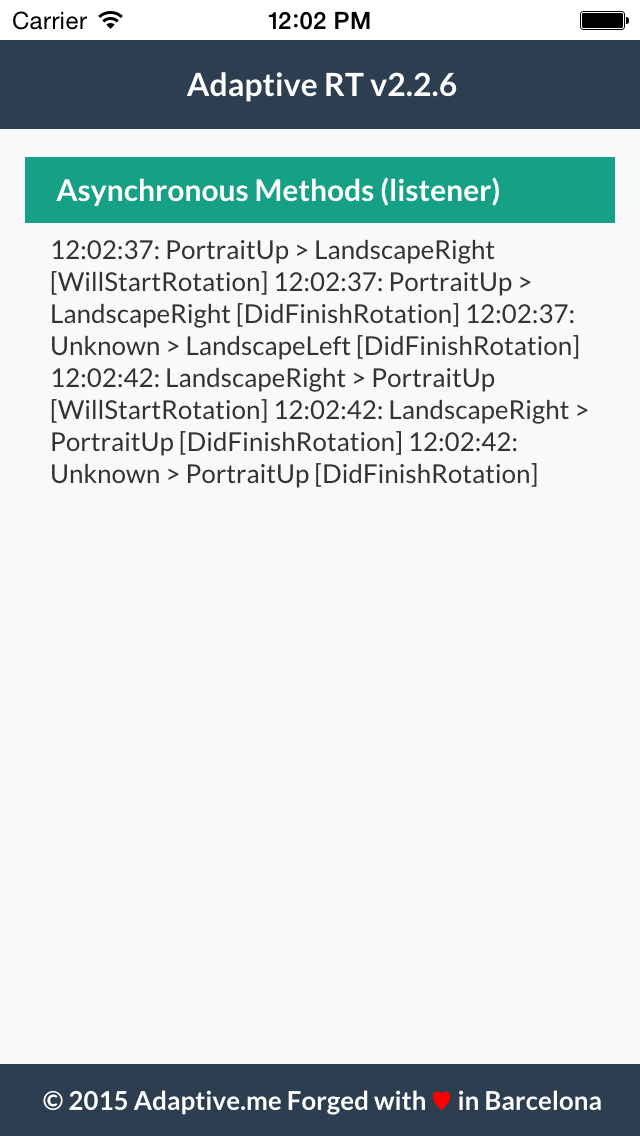 Carrier 12:02 PM
Adaptive RT v2.2.6
Asynchronous Methods (listener)
12:02:37: PortraitUp > LandscapeRight
[WillStartRotation] 12:02:37: PortraitUp >
LandscapeRight [DidFinishRotation] 12:02:37:
Unknown > LandscapeLeft [DidFinishRotation]
12:02:42: LandscapeRight > PortraitUp
[WillStartRotation] 12:02:42: LandscapeRight >
PortraitUp [DidFinishRotation] 12:02:42:
Unknown > PortraitUp [DidFinishRotation]
© 2015 Adaptive.me Forged with ♥ in Barcelona